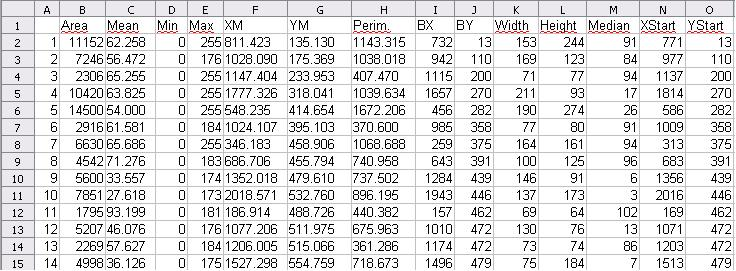 A B C D E F G H I J K L M N O
1 Area Mean Min Max XM YM Perim. BX BY Width Height Median XStart YStart
2 1 11152 62.258 0 255 811.423 135.130 1143.315 732 13 153 244 91 771 13
3 2 7246 56.472 0 176 1028.090 175.369 1038.018 942 110 169 123 84 977 110
4 3 2306 65.255 0 255 1147.404 233.953 407.470 1115 200 71 77 94 1137 200
5 4 10420 63.825 0 255 1777.326 318.041 1039.634 1657 270 211 93 17 1814 270
6 5 14500 54.000 0 255 548.235 414.654 1672.206 456 282 190 274 26 586 282
7 6 2916 61.581 0 184 1024.107 395.103 370.600 985 358 77 80 91 1009 358
8 7 6630 65.686 0 255 346.183 458.906 1068.688 259 375 164 161 94 313 375
9 8 4542 71.276 0 183 686.706 455.794 740.958 643 391 100 125 96 683 391
10 9 5600 33.557 0 174 1352.018 479.610 737.502 1284 439 146 91 6 1356 439
11 10 7851 27.618 0 173 2018.571 532.760 896.195 1943 446 137 173 3 2016 446
12 11 1795 93.199 0 181 186.914 488.726 440.382 157 462 69 64 102 169 462
13 12 5207 46.076 0 176 1077.206 511.975 675.963 1010 472 130 76 13 1071 472
14 13 2269 57.627 0 184 1206.005 515.066 361.286 1174 472 73 74 86 1203 472
15 14 4998 36.126 0 175 1527.298 554.759 718.673 1496 479 75 184 7 1513 479